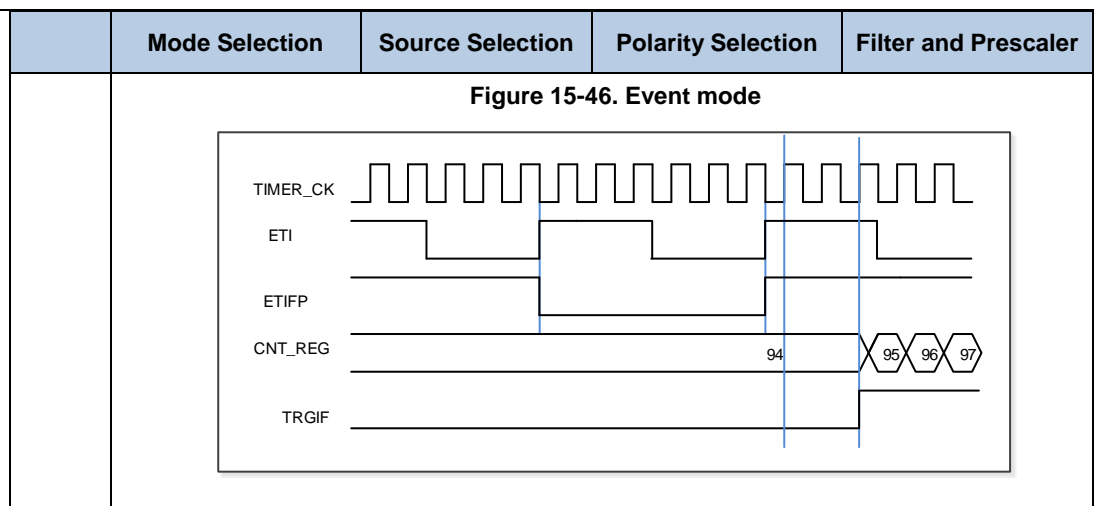 Mode Selection Source Selection Polarity Selection Filter and Prescaler
Figure 15-46. Event mode
TIMER_CK
ETI
ETIFP
CNT_REG 94 95 96 97
TRGIF